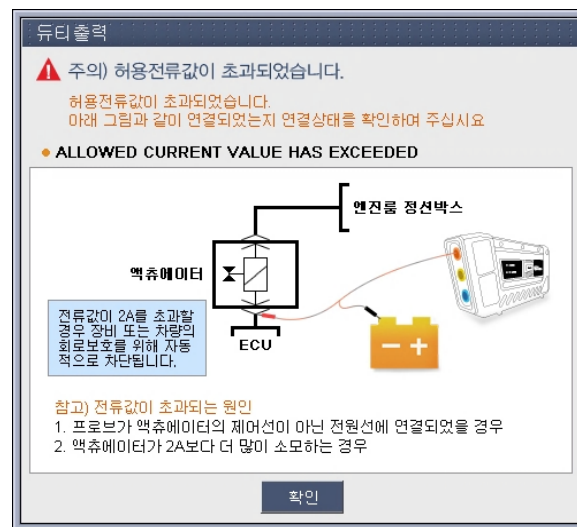 듀티출력
주의) 허용전류값이 초과되었습니다.
허용전류값이 초과되었습니다.
아래 그림과 같이 연결되었는지 연결상태를 확인하여 주십시요
ALLOWED CURRENT VALUE HAS EXCEEDED
엔진룸 정션박스
액츄에이터
전류값이 2A를 초과할
경우 장비 또는 차량의
회로보호를 위해 자동
적으로 차단됩니다.
ECU
참고) 전류값이 초과되는 원인
1. 프로브가 액츄에이터의 제어선이 아닌 전원선에 연결되었을 경우
2. 액츄에이터가 2A보다 더 많이 소모하는 경우
확인